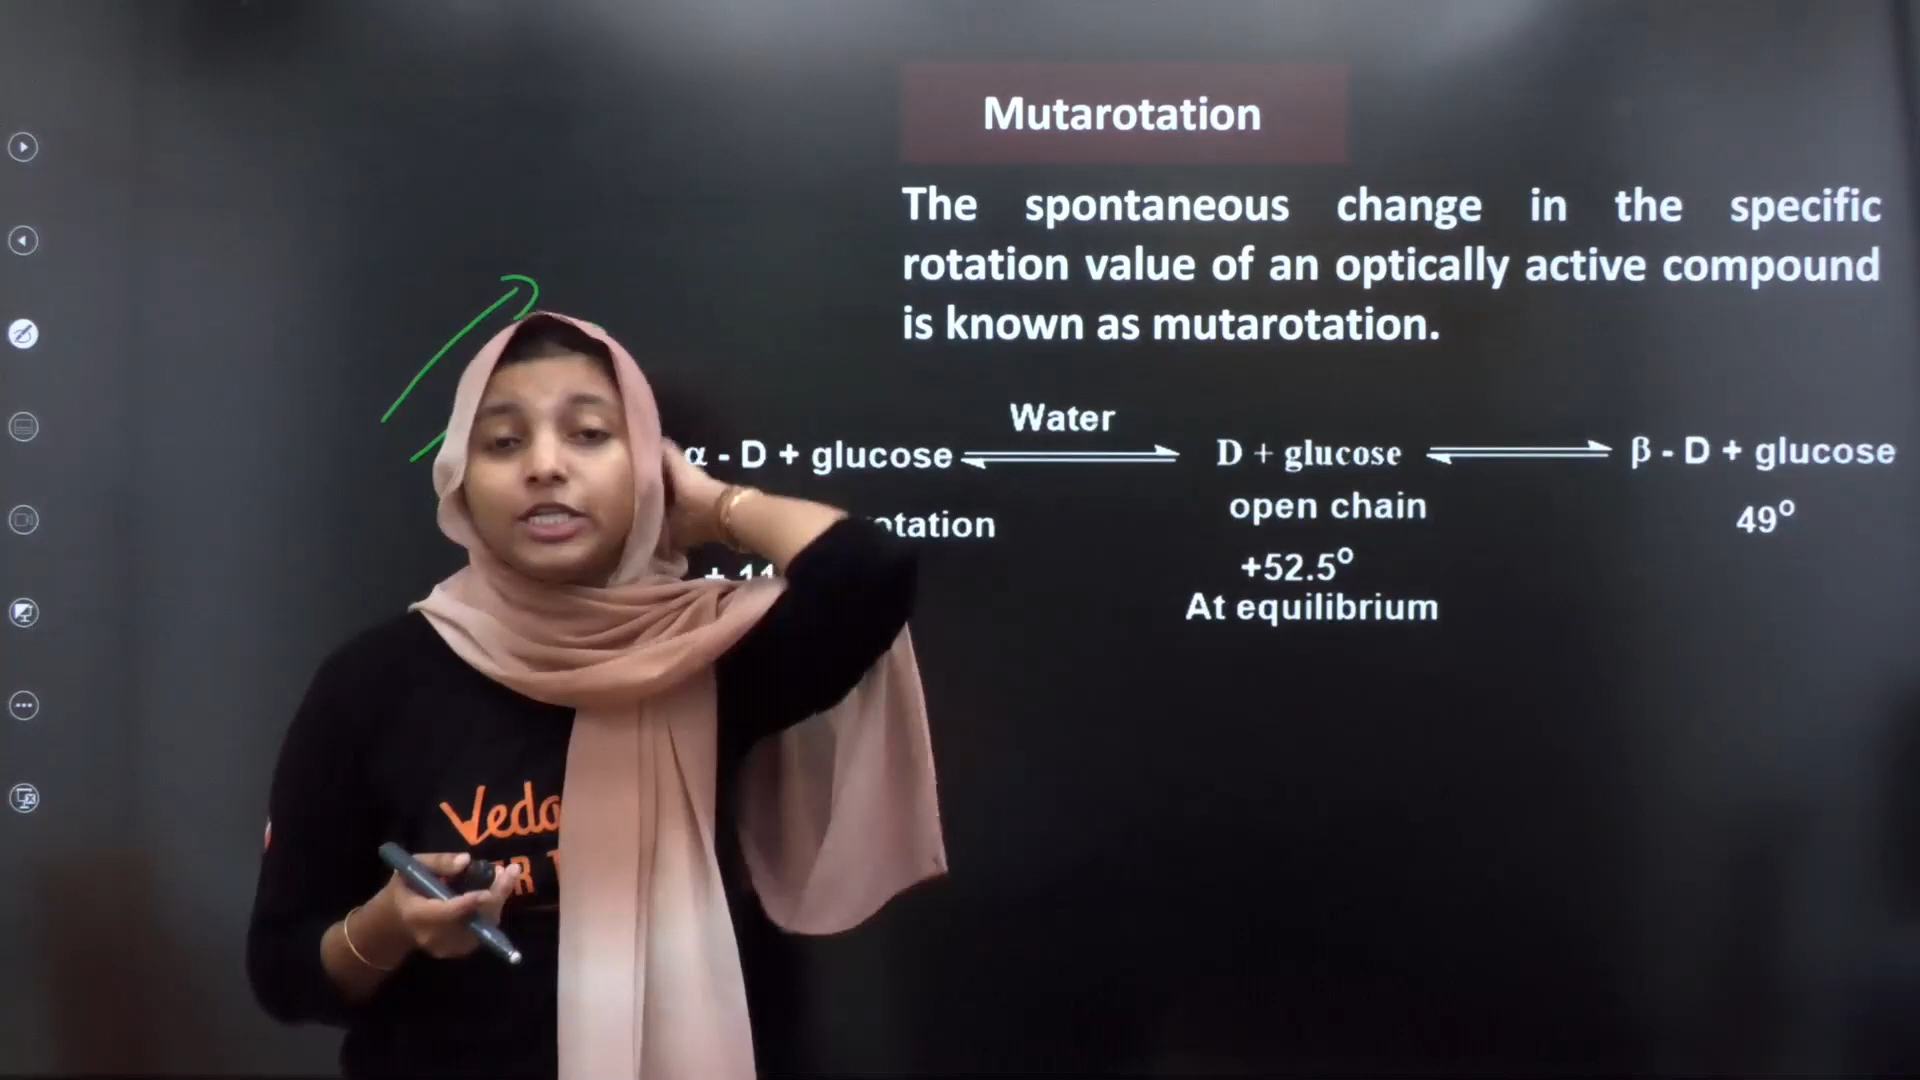 Mutarotation
The spontaneous change in the specific
rotation value of an optically active compound
is known as mutarotation.
Water
α - D + glucose D + glucose β - D + glucose
open chain 49°
+52.5°
At equilibrium